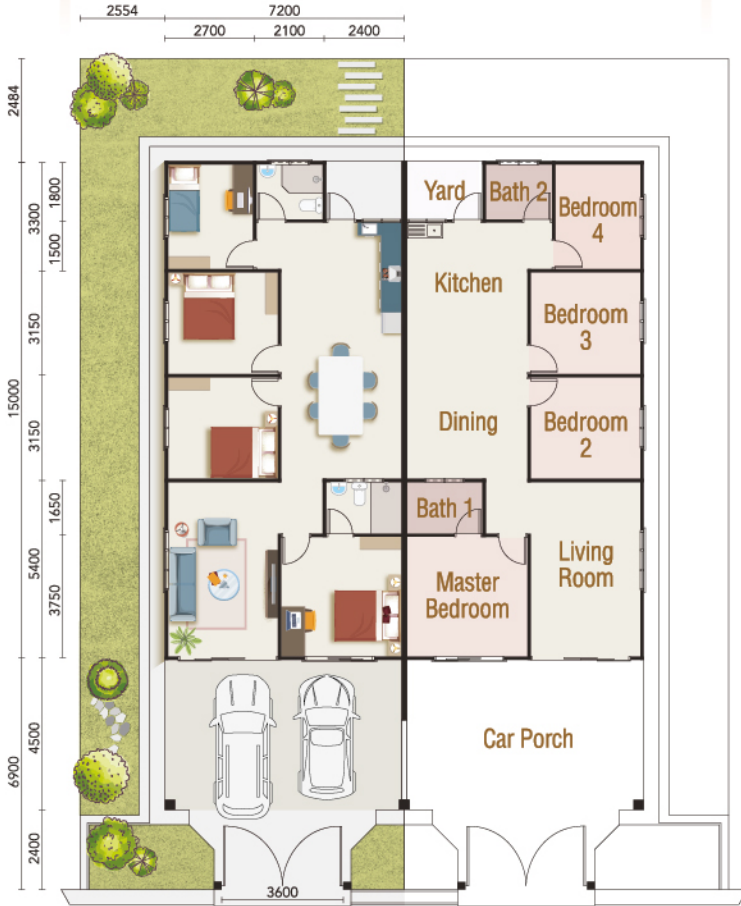 2554 7200
2700 2100 2400
2484
15000
3300
1800
1500
3150
3150
5400
1650
3750
6900
4500
2400
3600
Yard
Bath 2
Bedroom
4
Kitchen
Bedroom
3
Dining
Bedroom
2
Bath 1
Living
Room
Master
Bedroom
Car Porch